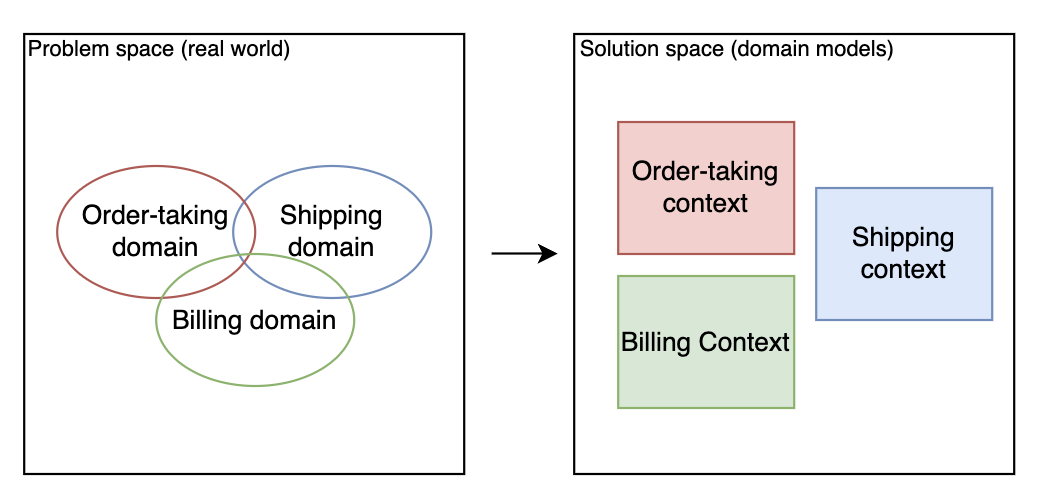 Problem space (real world)
Order-taking
domain
Shipping
domain
Billing domain
Solution space (domain models)
Order-taking
context
Shipping
context
Billing Context